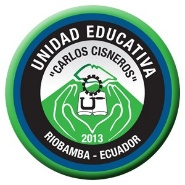 UNIDAD EDUCATIVA
"CARLOS CISNEROS"
2013
RIOBAMBA - ECUADOR